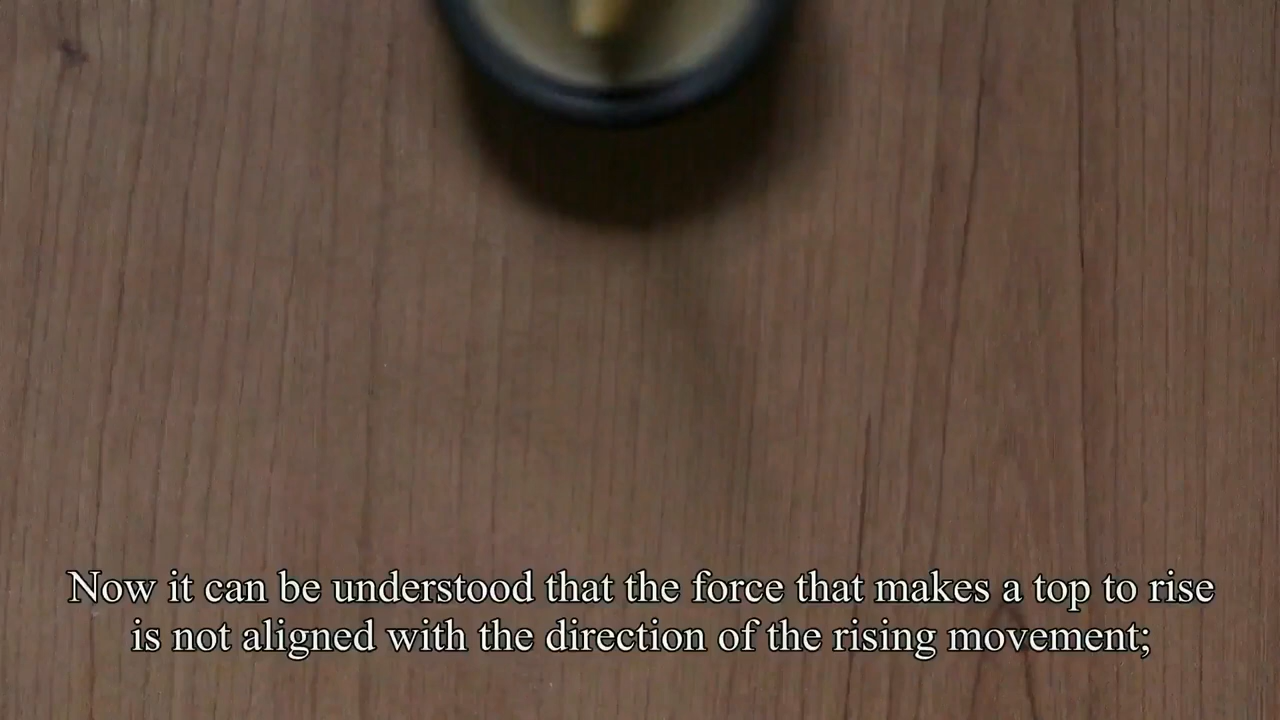 Now it can be understood that the force that makes a top to rise
is not aligned with the direction of the rising movement;